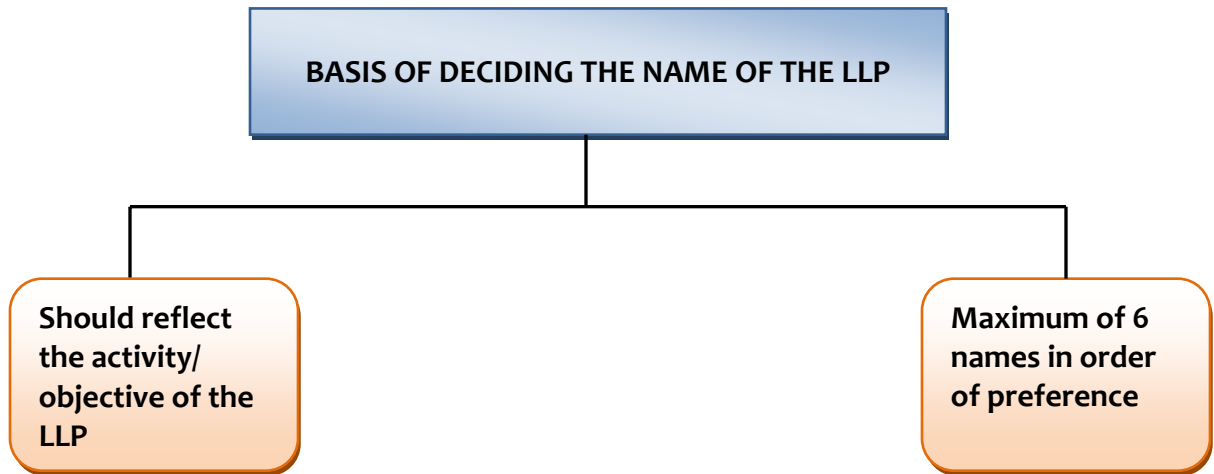 BASIS OF DECIDING THE NAME OF THE LLP
Should reflect
the activity/
objective of the
LLP
Maximum of 6
names in order
of preference